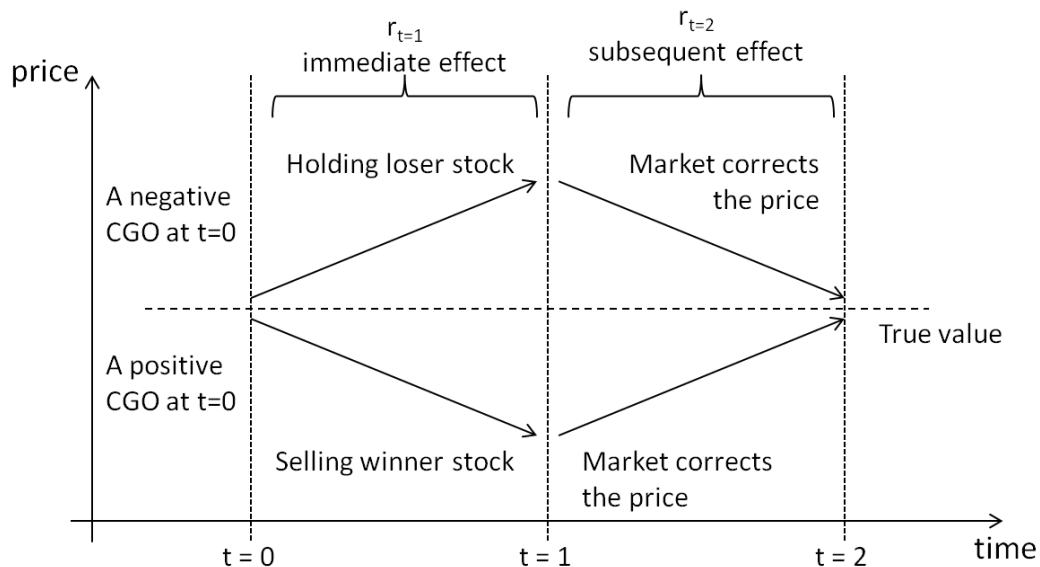 r_{t=1}
immediate effect
r_{t=2}
subsequent effect
price
Holding loser stock
Market corrects
the price
A negative
CGO at t=0
True value
A positive
CGO at t=0
Selling winner stock
Market corrects
the price
t = 0
t = 1
t = 2
time